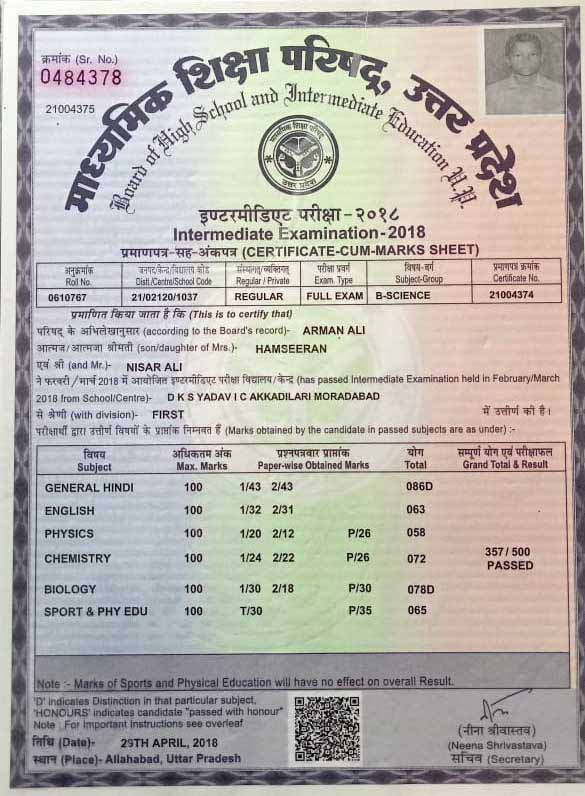 क्रमांक (Sr. No.)
0484378
21004375
माध्यमिक शिक्षा परिषद्, उत्तर प्रदेश
Board of High School and Intermediate Education U.P.
माध्यमिक शिक्षा परिषद्
उत्तर प्रदेश
इण्टरमीडिएट परीक्षा - २०१८
Intermediate Examination - 2018
प्रमाणपत्र-सह-अंकपत्र (CERTIFICATE-CUM-MARKS SHEET)
अनुक्रमांक जनपद/केन्द्र/विद्यालय कोड संस्थागत/व्यक्तिगत् परीक्षा प्रवर्ग विषय-वर्ग प्रमाणपत्र क्रमांक
Roll No. Distt./Centre/School Code Regular / Private Exam. Type Subject-Group Certificate No.
0610767 21/02120/1037 REGULAR FULL EXAM B-SCIENCE 21004374
प्रमाणित किया जाता है कि (This is to certify that)
परिषद् के अभिलेखानुसार (according to the Board's record)- ARMAN ALI
आत्मज/आत्मजा श्रीमती (son/daughter of Mrs.)- HAMSEERAN
एवं श्री (and Mr.)- NISAR ALI
ने फरवरी/मार्च 2018 में आयोजित इण्टरमीडिएट परीक्षा विद्यालय/केन्द्र (has passed Intermediate Examination held in February/March
2018 from School/Centre)- D K S YADAV I C AKKADILARI MORADABAD
से श्रेणी (with division)- FIRST में उत्तीर्ण की है।
परीक्षार्थी द्वारा उत्तीर्ण विषयों के प्राप्तांक निम्नवत हैं (Marks obtained by the candidate in passed subjects are as under) :-
विषय अधिकतम अंक प्रश्नपत्रवार प्राप्तांक योग सम्पूर्ण योग एवं परीक्षाफल
Subject Max. Marks Paper-wise Obtained Marks Total Grand Total & Result
GENERAL HINDI 100 1/43 2/43 086D
ENGLISH 100 1/32 2/31 063
PHYSICS 100 1/20 2/12 P/26 058
CHEMISTRY 100 1/24 2/22 P/26 072 357/ 500
PASSED
BIOLOGY 100 1/30 2/18 P/30 078D
SPORT & PHY EDU 100 T/30 P/35 065
Note :- Marks of Sports and Physical Education will have no effect on overall Result.
'D' indicates Distinction in that particular subject,
'HONOURS' indicates candidate "passed with honour"
Note : For Important Instructions see overleaf
तिथि (Date)- 29TH APRIL, 2018
स्थान (Place)- Allahabad, Uttar Pradesh
(नीना श्रीवास्तव)
(Neena Shrivastava)
सचिव (Secretary)